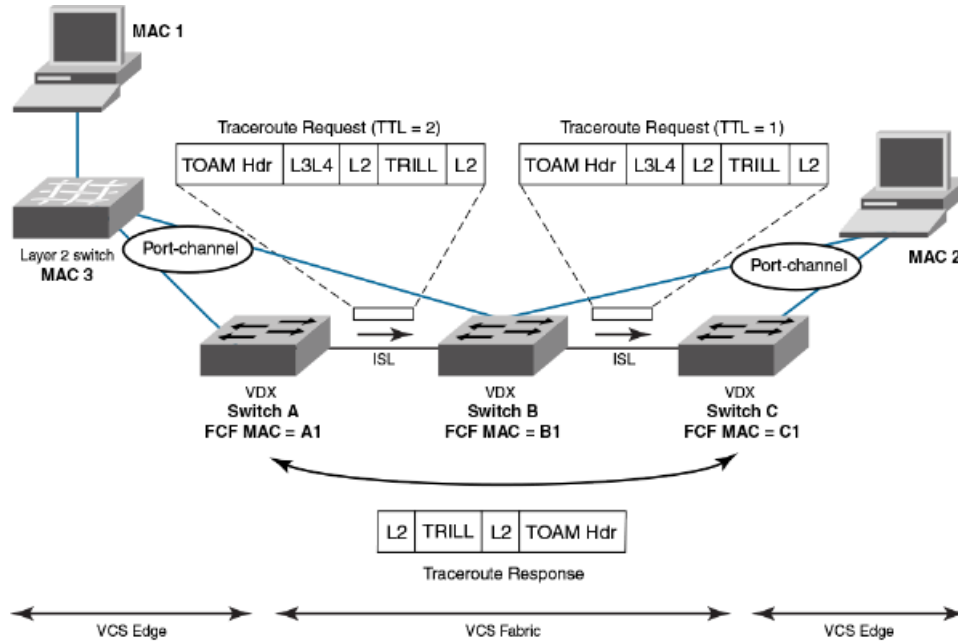 MAC 1
Traceroute Request (TTL = 2)
TOAM Hdr L3L4 L2 TRILL L2
Traceroute Request (TTL = 1)
TOAM Hdr L3L4 L2 TRILL L2
Layer 2 switch
MAC 3
Port-channel
Port-channel
MAC 2
ISL
ISL
VDX
Switch A
FCF MAC = A1
VDX
Switch B
FCF MAC = B1
VDX
Switch C
FCF MAC = C1
L2 TRILL L2 TOAM Hdr
Traceroute Response
VCS Edge
VCS Fabric
VCS Edge